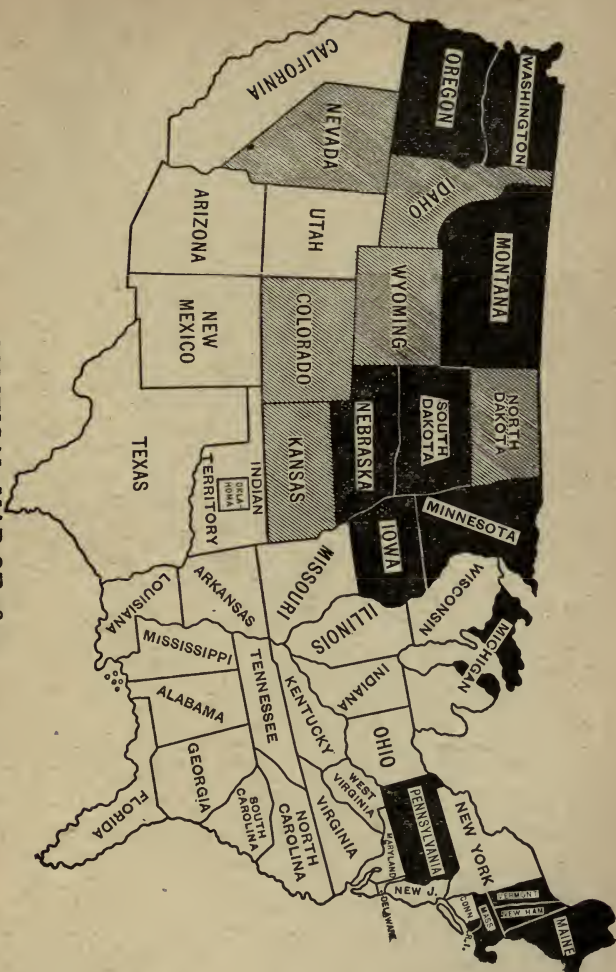 WASHINGTON
OREGON
CALIFORNIA
NEVADA
IDAHO
MONTANA
WYOMING
UTAH
ARIZONA
COLORADO
NEW
MEXICO
NORTH
DAKOTA
SOUTH
DAKOTA
NEBRASKA
KANSAS
INDIAN
TERRITORY
OKLA
HOMA
TEXAS
MINNESOTA
IOWA
MISSOURI
ARKANSAS
LOUISIANA
WISCONSIN
ILLINOIS
MICHIGAN
INDIANA
OHIO
KENTUCKY
TENNESSEE
MISSISSIPPI
ALABAMA
GEORGIA
FLORIDA
SOUTH
CAROLINA
NORTH
CAROLINA
VIRGINIA
WEST
VIRGINIA
MARYLAND
DELAWARE
PENNSYLVANIA
NEW J.
NEW YORK
CONN
R.I.
MASS
VERMONT
NEW HAM
MAINE